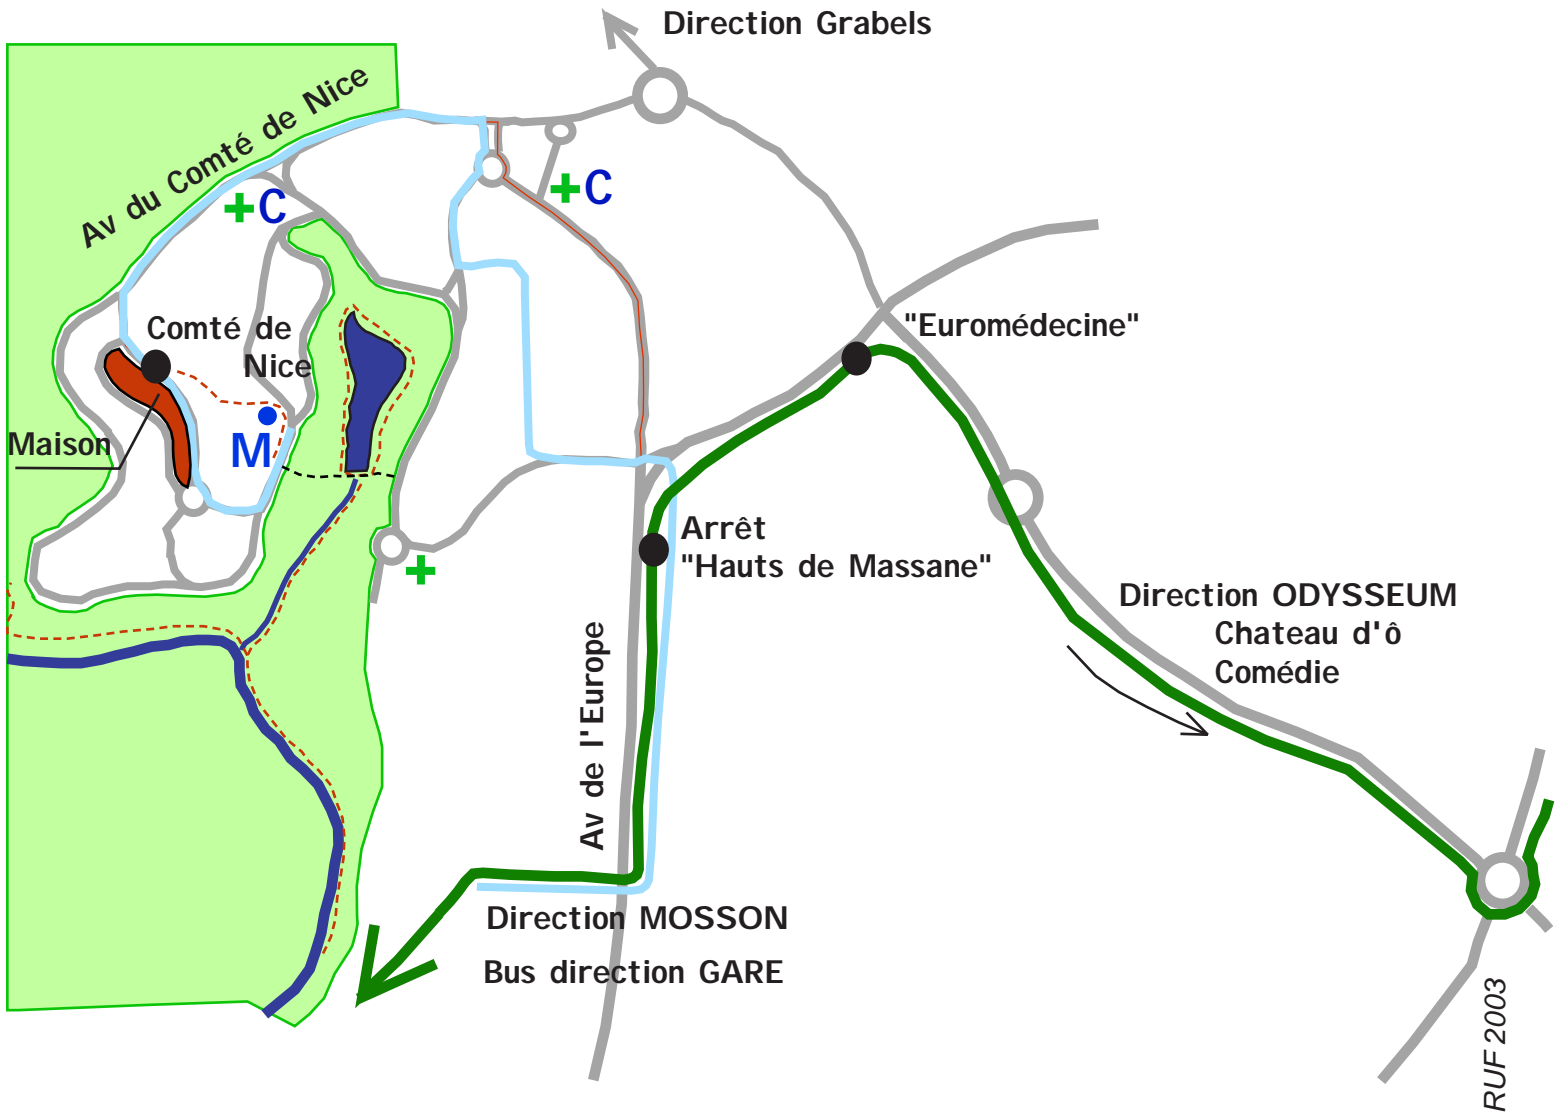 Direction Grabels
Av du Comté de Nice
+C
+C
Comté de
Nice
"Euromédecine"
Maison
M
Arrêt
"Hauts de Massane"
+
Direction ODYSSEUM
Chateau d'ô
Comédie
Av de l'Europe
Direction MOSSON
Bus direction GARE
RUF 2003